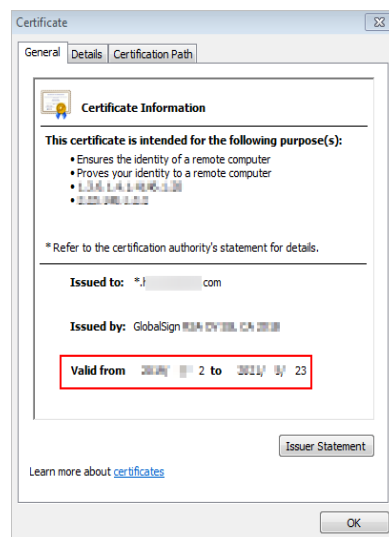 Certificate
General Details Certification Path
Certificate Information
This certificate is intended for the following purpose(s):
• Ensures the identity of a remote computer
• Proves your identity to a remote computer
•
•
* Refer to the certification authority's statement for details.
Issued to: *. com
Issued by: GlobalSign
Valid from 2 to 23
Issuer Statement
Learn more about certificates
OK